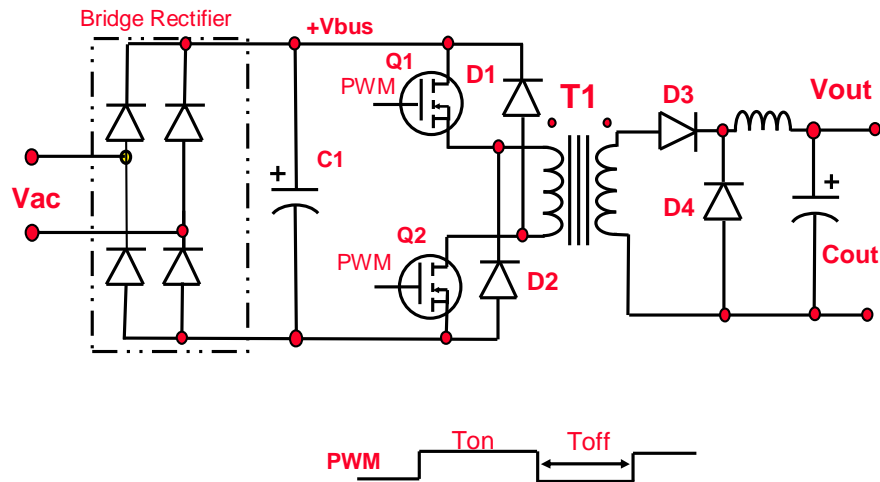 Bridge Rectifier
+Vbus
Q1
D1
PWM
T1
D3
Vout
C1
+
Vac
D4
+
Q2
PWM
D2
Cout
Ton
Toff
PWM